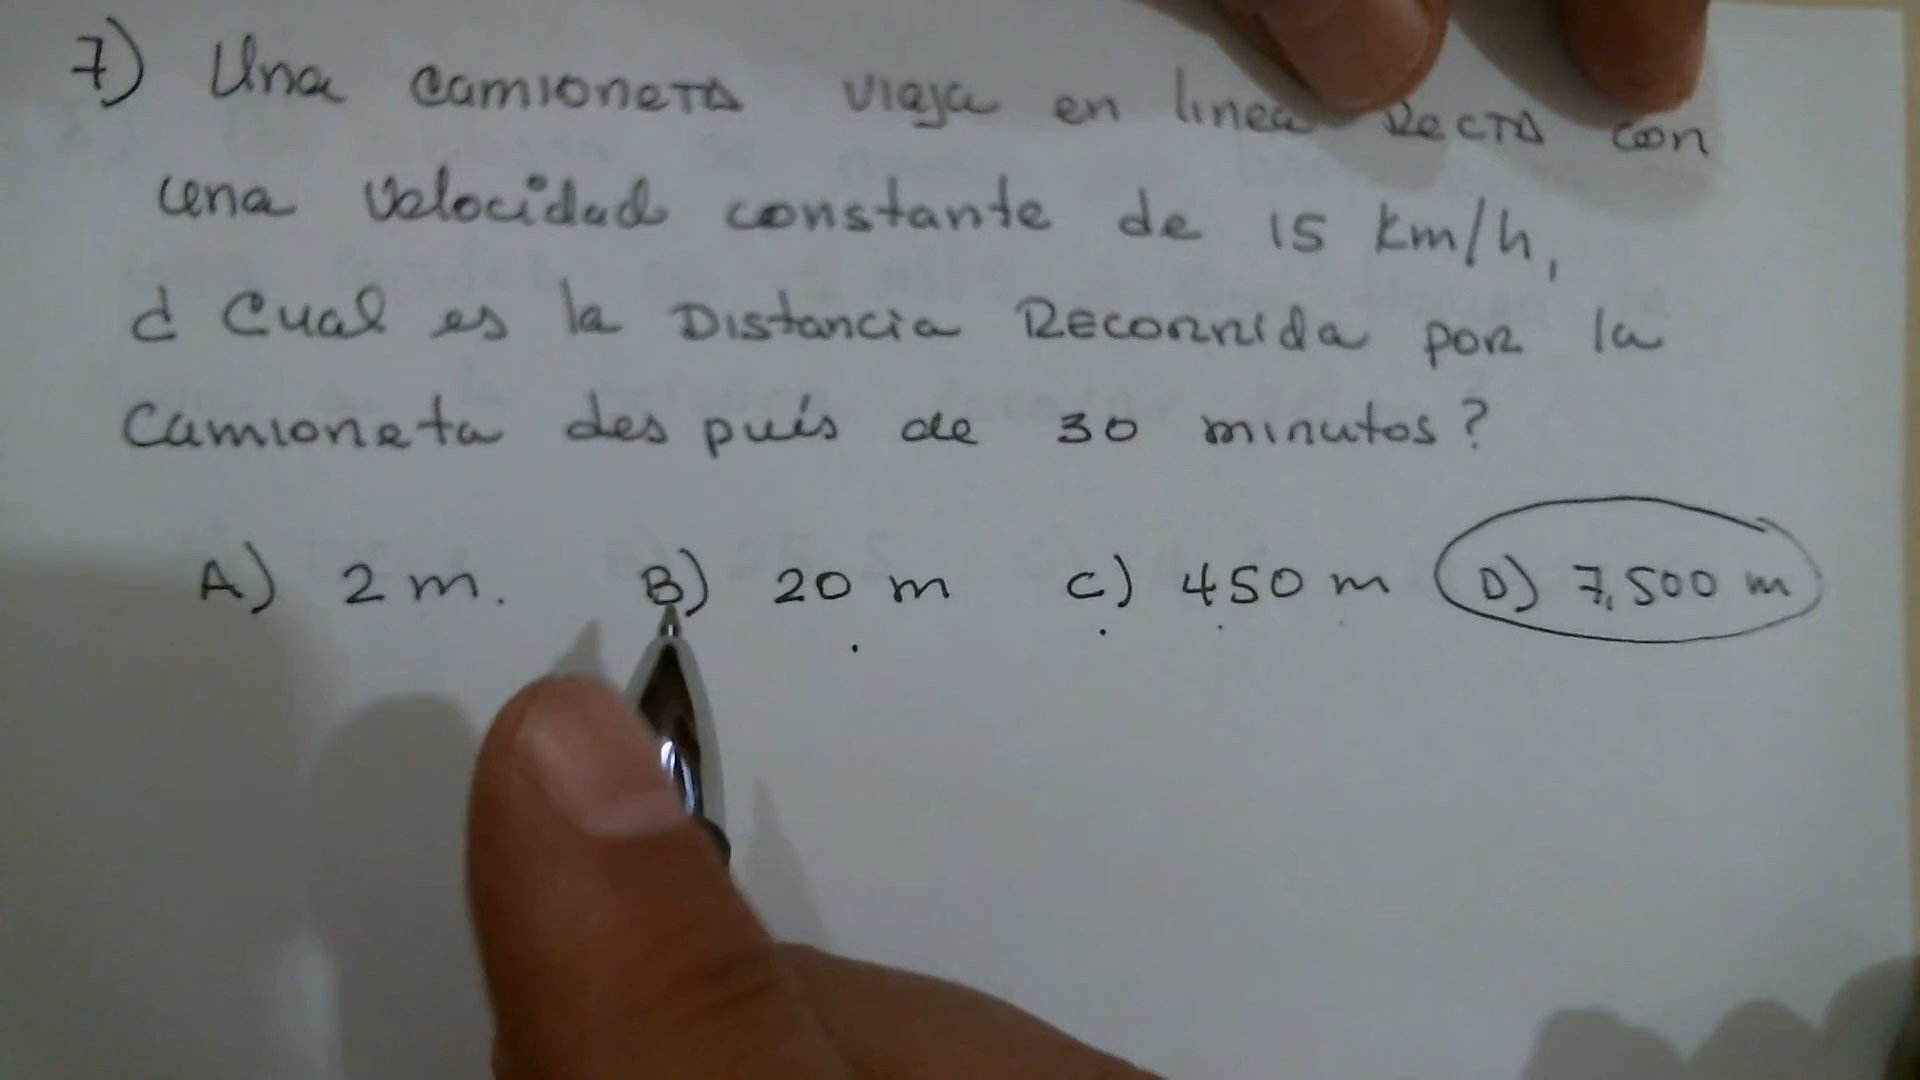 7) Una camioneta viaja en linea Recta con
una velocidad constante de 15 km/h,
¿ Cual es la Distancia Recorrida por la
Camioneta después de 30 minutos?
A) 2 m. B) 20 m C) 450 m D) 7,500 m